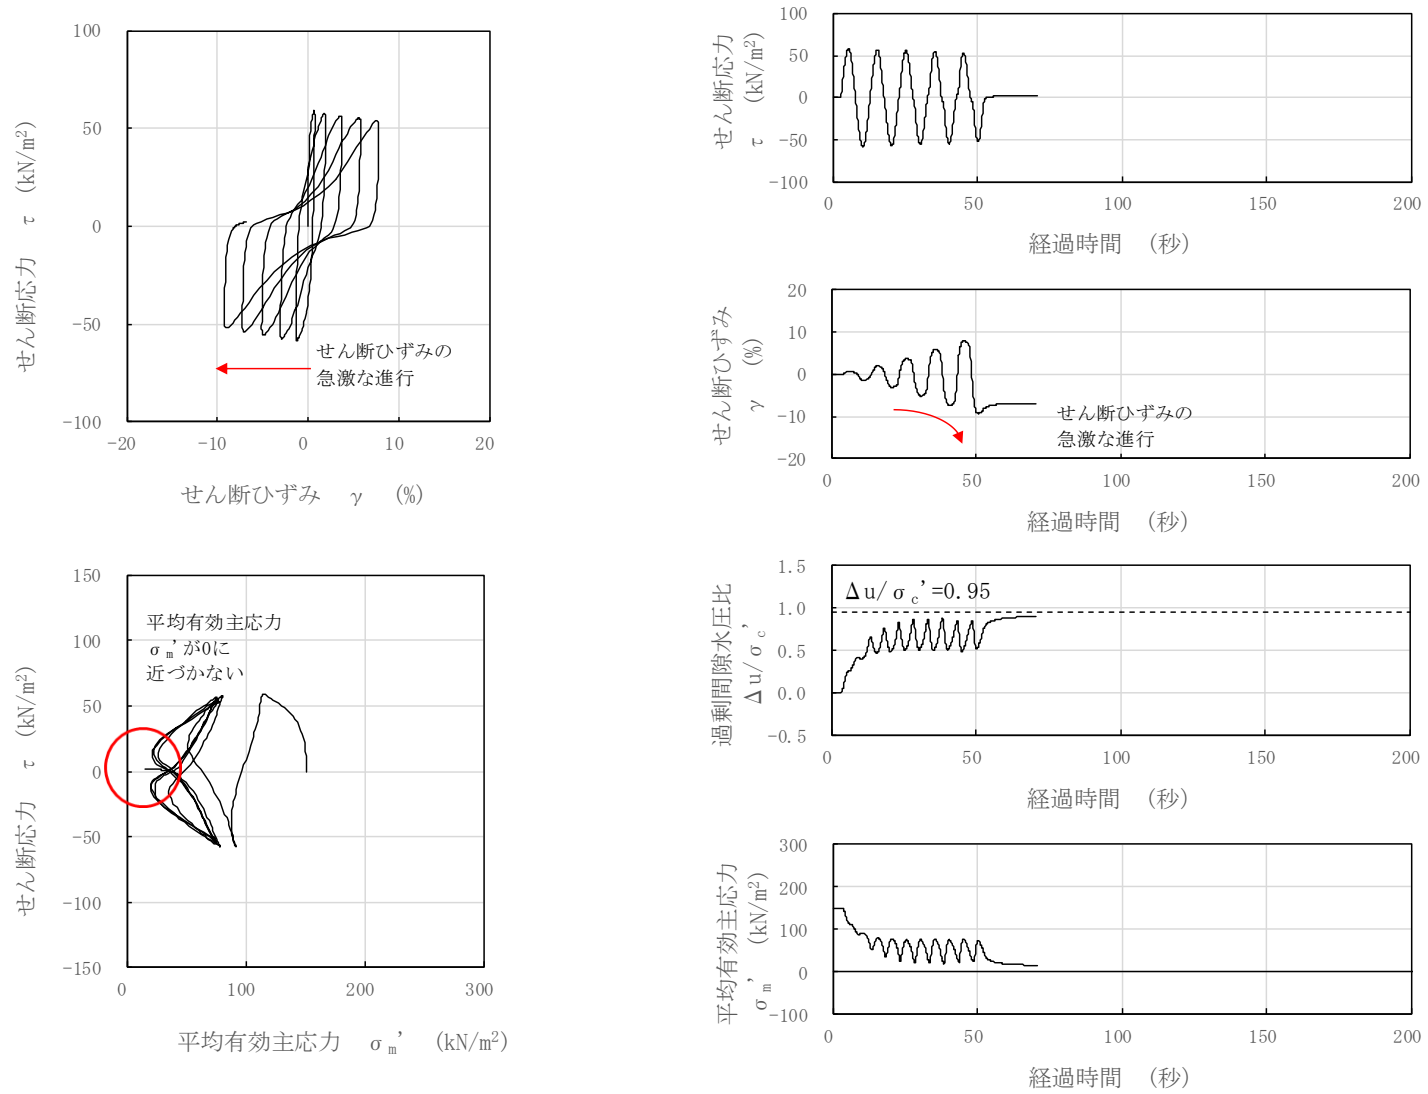 100
50
0
-50
-100
-20
-10
0
10
20
せん断応力 τ (kN/m²)
せん断ひずみの
急激な進行
せん断ひずみ γ (%)
100
50
0
-50
-100
0
50
100
150
200
せん断応力
τ (kN/m²)
経過時間 (秒)
20
10
0
-10
-20
0
50
100
150
200
せん断ひずみ
γ (%)
せん断ひずみの
急激な進行
経過時間 (秒)
150
100
50
0
-50
-100
-150
0
100
200
300
せん断応力 τ (kN/m²)
平均有効主応力
σm'が0に
近づかない
平均有効主応力 σm' (kN/m²)
1.5
1.0
0.5
0.0
-0.5
0
50
100
150
200
過剰間隙水圧比
Δu/σc'
Δu/σc'=0.95
経過時間 (秒)
300
200
100
0
-100
0
50
100
150
200
平均有効主応力
σm' (kN/m²)
経過時間 (秒)